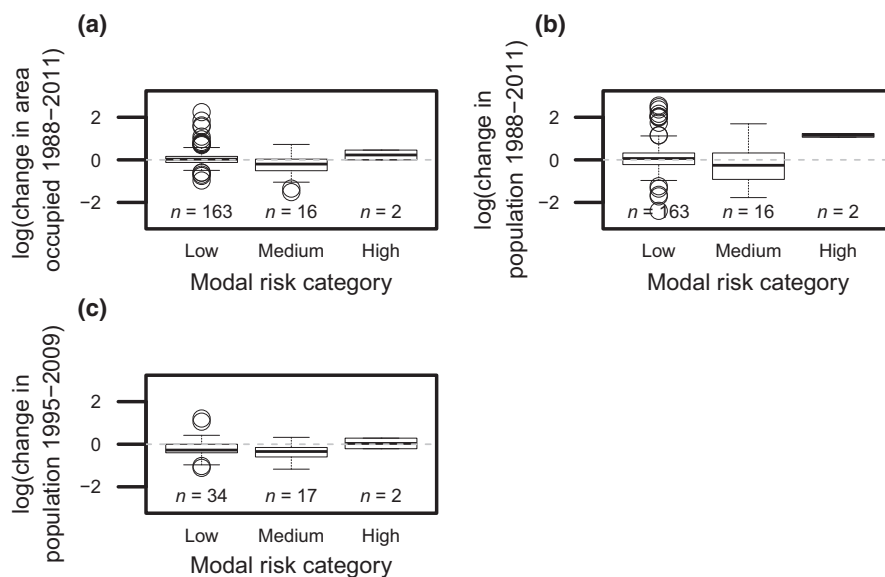 (a)
log(change in area
occupied 1988−2011)
2
0
−2
n = 163
n = 16
n = 2
Low
Medium
High
Modal risk category
(b)
log(change in
population 1988−2011)
2
0
−2
n = 163
n = 16
n = 2
Low
Medium
High
Modal risk category
(c)
log(change in
population 1995−2009)
2
0
−2
n = 34
n = 17
n = 2
Low
Medium
High
Modal risk category